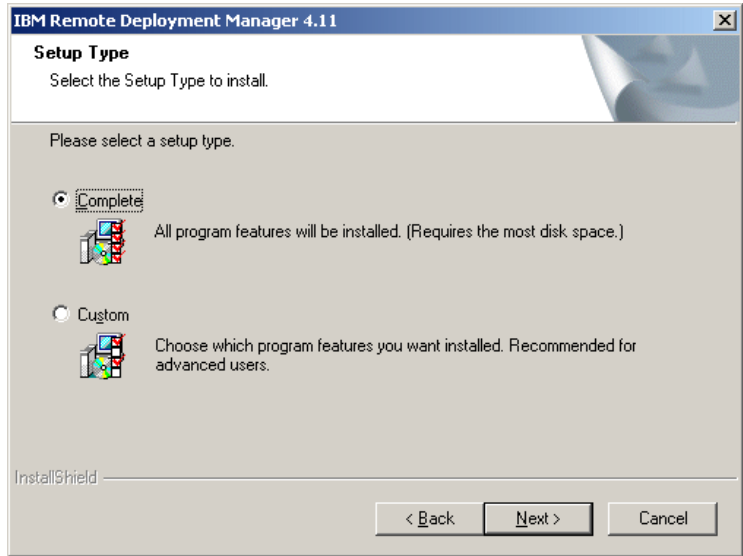 IBM Remote Deployment Manager 4.11
Setup Type
Select the Setup Type to install.
Please select a setup type.
Complete
All program features will be installed. (Requires the most disk space.)
Custom
Choose which program features you want installed. Recommended for
advanced users.
InstallShield
< Back
Next >
Cancel